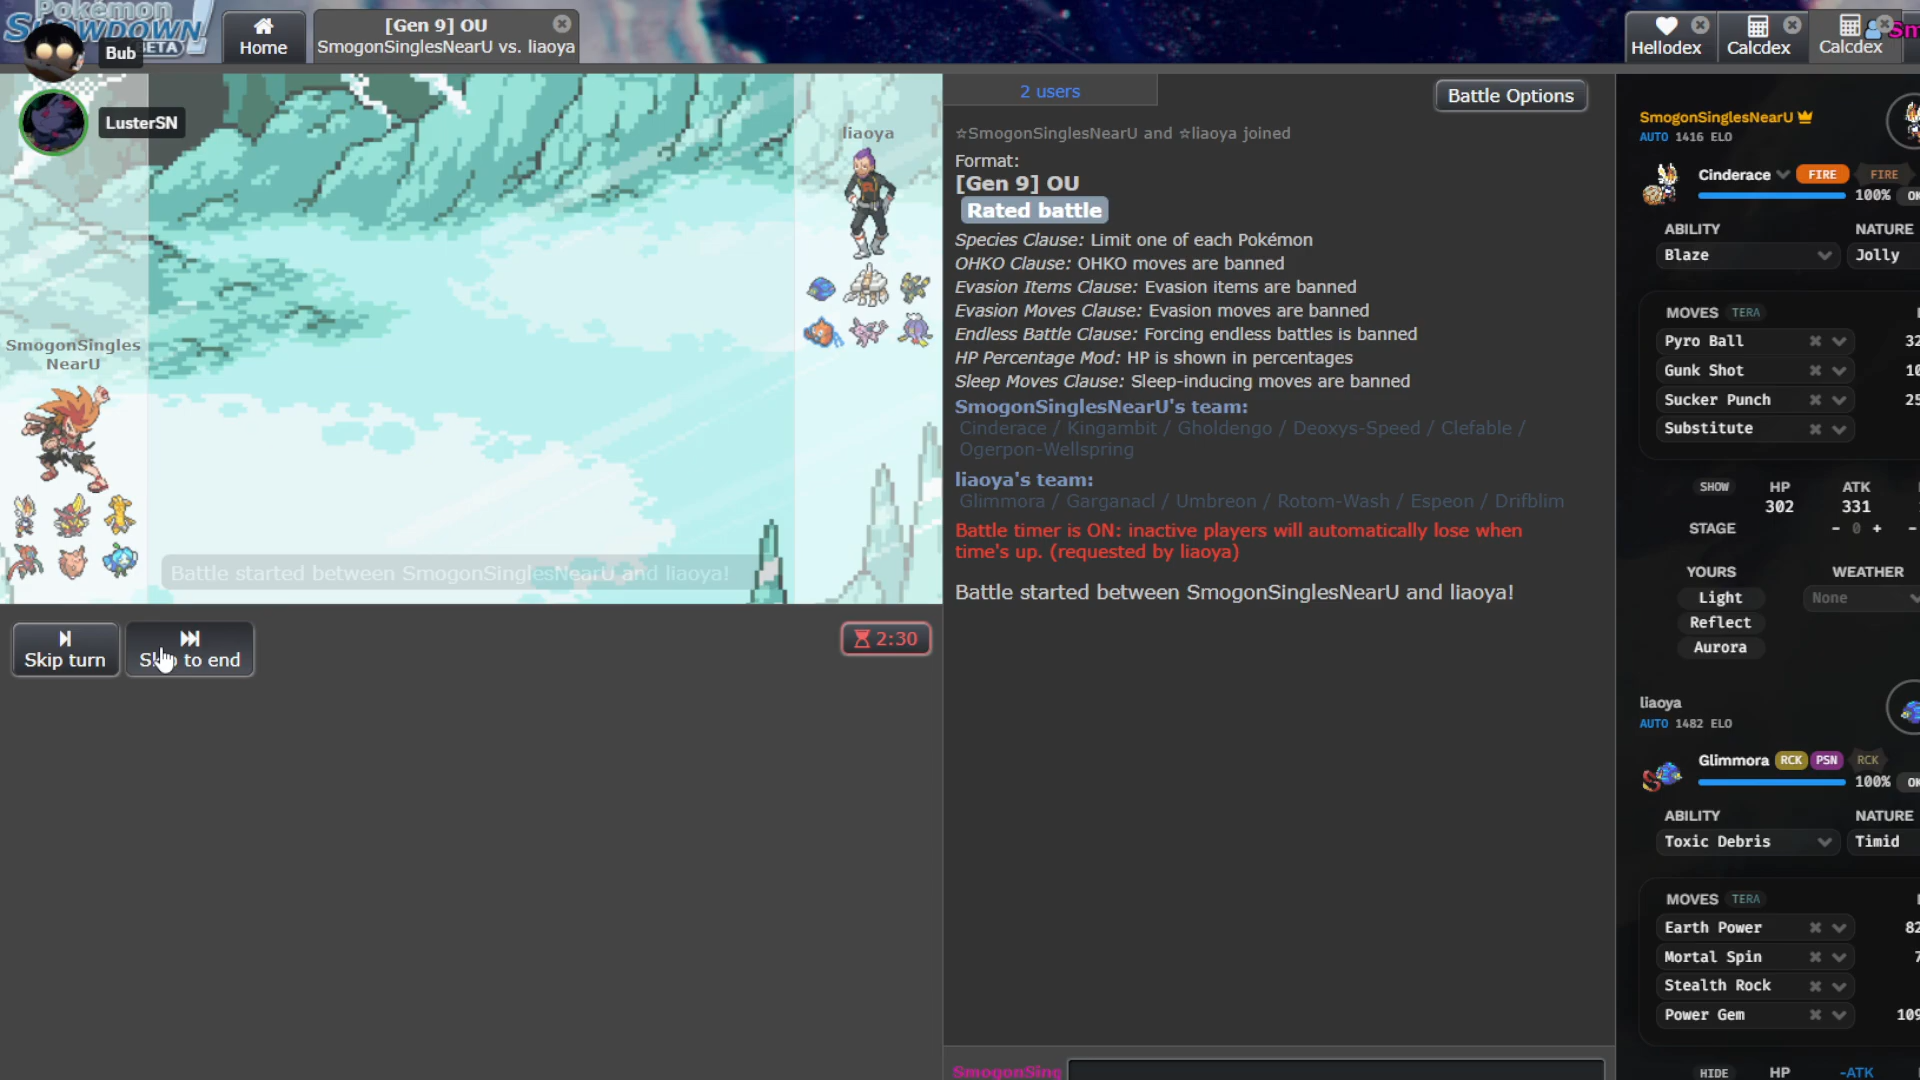 Pokémon
SHOWDOWN
BETA
Bub
LusterSN
Home
[Gen 9] OU
SmogonSinglesNearU vs. liaoya
Hellodex
Calcdex
Calcdex
liaoya
SmogonSingles
NearU
Battle started between SmogonSinglesNearU and liaoya!
Skip turn
Skip to end
2:30
2 users
Battle Options
☆SmogonSinglesNearU and ☆liaoya joined
Format:
[Gen 9] OU
Rated battle
Species Clause: Limit one of each Pokémon
OHKO Clause: OHKO moves are banned
Evasion Items Clause: Evasion items are banned
Evasion Moves Clause: Evasion moves are banned
Endless Battle Clause: Forcing endless battles is banned
HP Percentage Mod: HP is shown in percentages
Sleep Moves Clause: Sleep-inducing moves are banned
SmogonSinglesNearU's team:
Cinderace / Kingambit / Gholdengo / Deoxys-Speed / Clefable /
Ogerpon-Wellspring
liaoya's team:
Glimmora / Garganacl / Umbreon / Rotom-Wash / Espeon / Drifblim
Battle timer is ON: inactive players will automatically lose when
time's up. (requested by liaoya)
Battle started between SmogonSinglesNearU and liaoya!
SmogonSing
SmogonSinglesNearU
AUTO 1416 ELO
Cinderace FIRE FIRE
100% OK
ABILITY NATURE
Blaze Jolly
MOVES TERA
Pyro Ball 32
Gunk Shot 10
Sucker Punch 25
Substitute
SHOW HP ATK
302 331
STAGE - 0 + -
YOURS WEATHER
Light None
Reflect
Aurora
liaoya
AUTO 1482 ELO
Glimmora RCK PSN RCK
100% OK
ABILITY NATURE
Toxic Debris Timid
MOVES TERA
Earth Power 82
Mortal Spin 7
Stealth Rock
Power Gem 109
HIDE HP -ATK